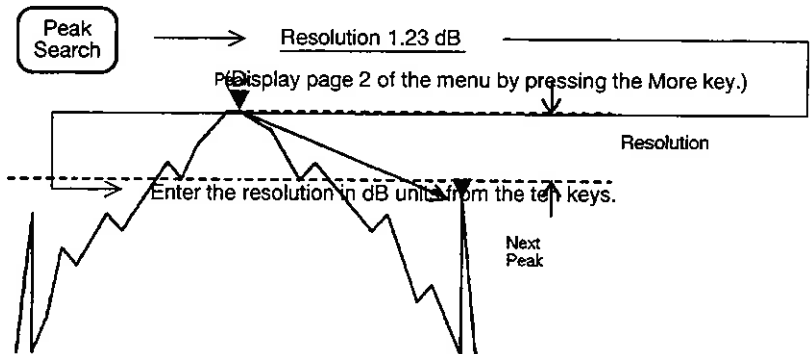 Peak
Search
Resolution 1.23 dB
Peak
(Display page 2 of the menu by pressing the More key.)
Resolution
Enter the resolution in dB units from the ten keys.
Next
Peak